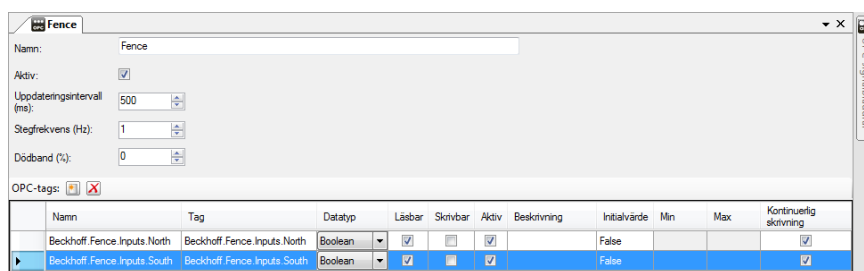 OPC Fence
Namn: Fence
Aktiv:
Uppdateringsintervall (ms): 500
Stegfrekvens (Hz): 1
Dödband (%): 0
OPC-tags:
Namn Tag Datatyp Läsbar Skrivbar Aktiv Beskrivning Initialvärde Min Max Kontinuerlig skrivning
Beckhoff.Fence.Inputs.North Beckhoff.Fence.Inputs.North Boolean False
Beckhoff.Fence.Inputs.South Beckhoff.Fence.Inputs.South Boolean False